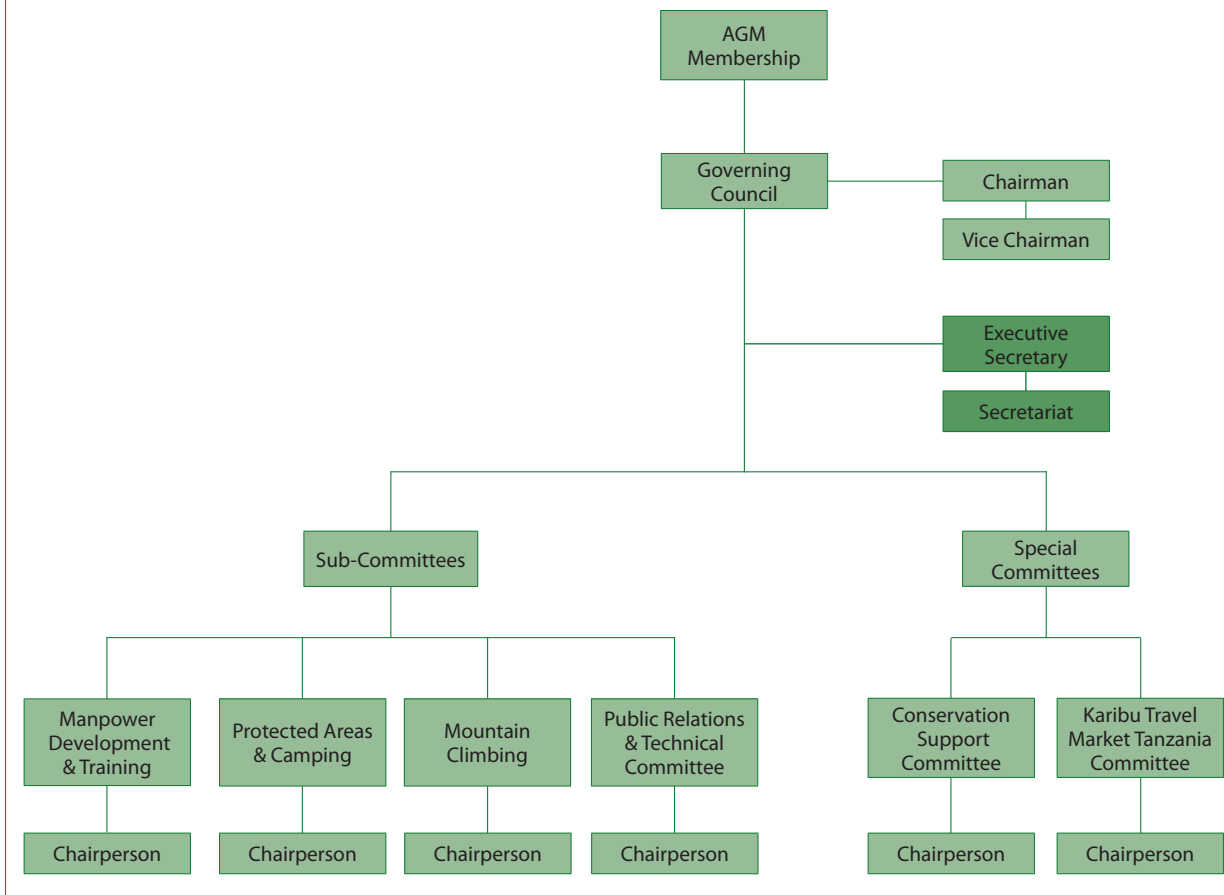 AGM
Membership
Governing
Council
Chairman
Vice Chairman
Executive
Secretary
Secretariat
Sub-Committees
Special
Committees
Manpower
Development
& Training
Protected Areas
& Camping
Mountain
Climbing
Public Relations
& Technical
Committee
Conservation
Support
Committee
Karibu Travel
Market Tanzania
Committee
Chairperson
Chairperson
Chairperson
Chairperson
Chairperson
Chairperson